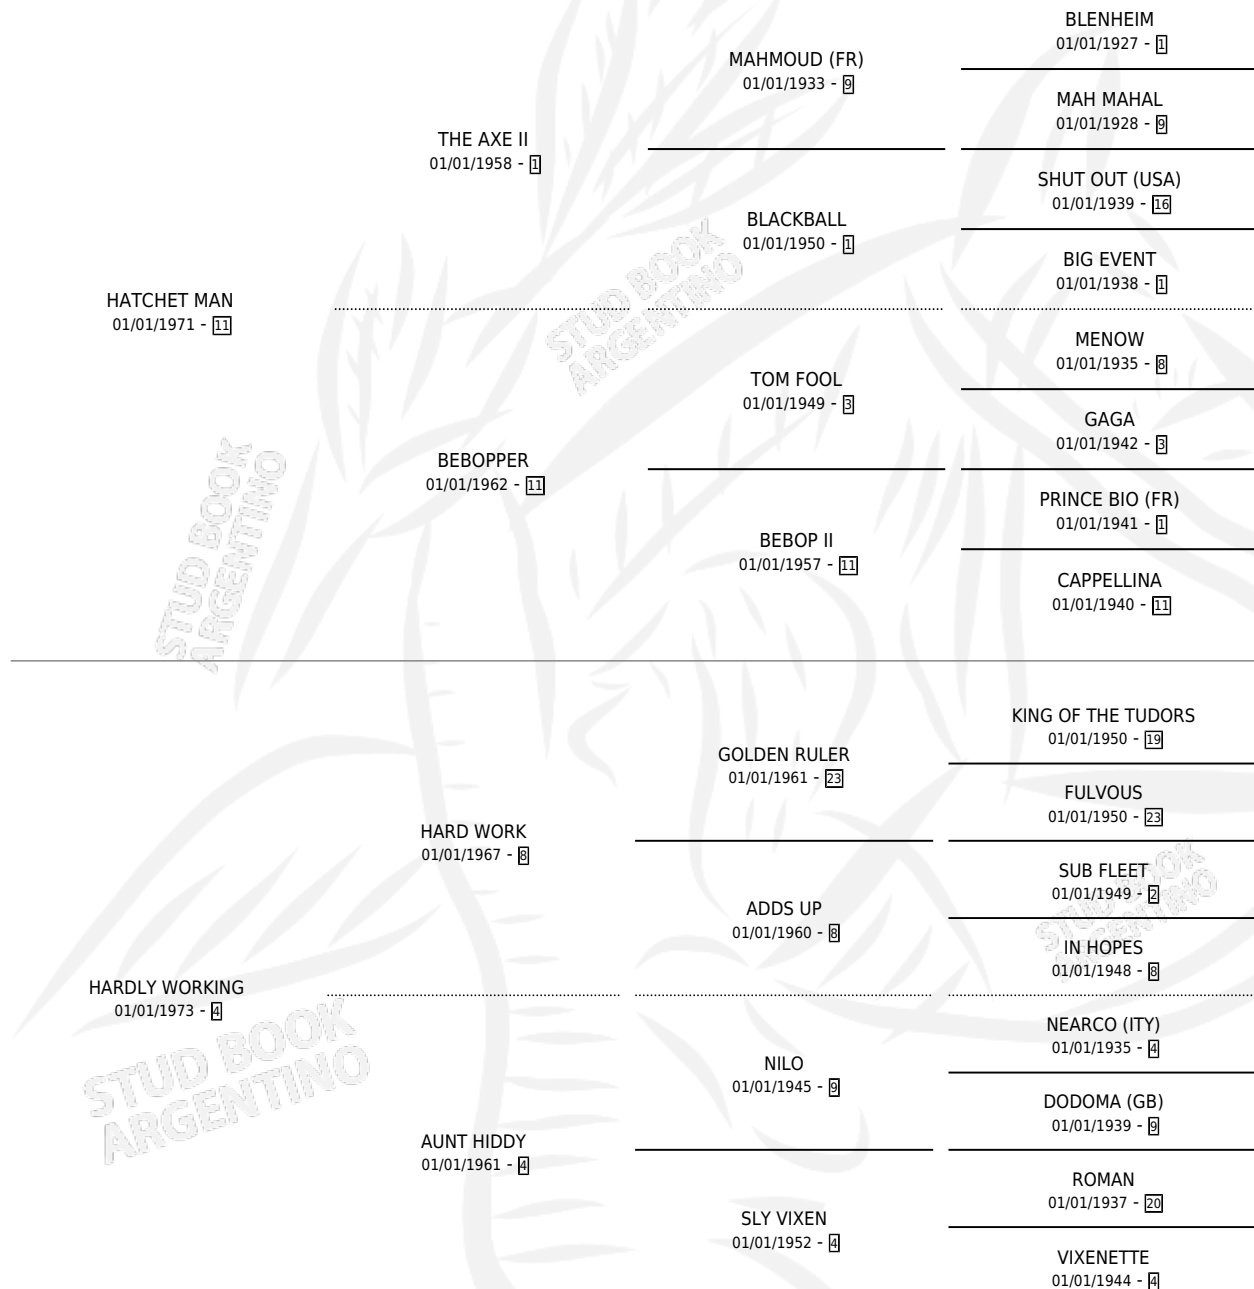 BLENHEIM
01/01/1927 - 1
MAHMOUD (FR)
01/01/1933 - 9
MAH MAHAL
01/01/1928 - 9
THE AXE II
01/01/1958 - 1
SHUT OUT (USA)
01/01/1939 - 16
BLACKBALL
01/01/1950 - 1
BIG EVENT
01/01/1938 - 1
STUD BOOK
ARGENTINO
HATCHET MAN
01/01/1971 - 11
MENOW
01/01/1935 - 8
TOM FOOL
01/01/1949 - 3
GAGA
01/01/1942 - 3
BEBOPPER
01/01/1962 - 11
PRINCE BIO (FR)
01/01/1941 - 1
BEBOP II
01/01/1957 - 11
CAPPELLINA
01/01/1940 - 11
STUD BOOK
ARGENTINO
KING OF THE TUDORS
01/01/1950 - 19
GOLDEN RULER
01/01/1961 - 23
FULVOUS
01/01/1950 - 23
HARD WORK
01/01/1967 - 8
SUB FLEET
01/01/1949 - 2
ADDS UP
01/01/1960 - 8
IN HOPES
01/01/1948 - 8
STUD BOOK
ARGENTINO
HARDLY WORKING
01/01/1973 - 4
NEARCO (ITY)
01/01/1935 - 4
NILO
01/01/1945 - 9
DODOMA (GB)
01/01/1939 - 9
STUD BOOK
ARGENTINO
AUNT HIDDY
01/01/1961 - 4
ROMAN
01/01/1937 - 20
SLY VIXEN
01/01/1952 - 4
VIXENETTE
01/01/1944 - 4